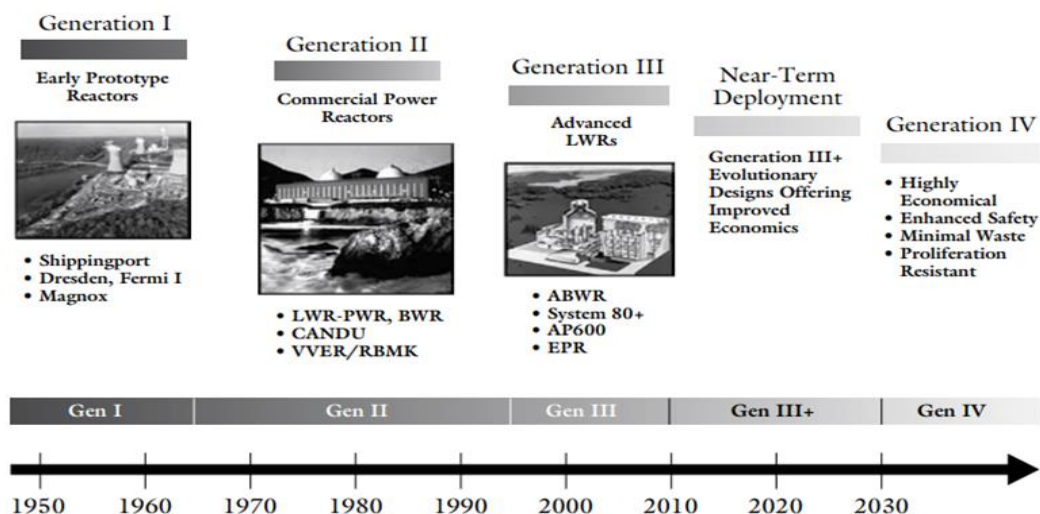 Generation I
Early Prototype
Reactors
• Shippingport
• Dresden, Fermi I
• Magnox
Generation II
Commercial Power
Reactors
• LWR-PWR, BWR
• CANDU
• VVER/RBMK
Generation III
Advanced
LWRs
• ABWR
• System 80+
• AP600
• EPR
Near-Term
Deployment
Generation III+
Evolutionary
Designs Offering
Improved
Economics
Generation IV
• Highly
Economical
• Enhanced Safety
• Minimal Waste
• Proliferation
Resistant
Gen I Gen II Gen III Gen III+ Gen IV
1950 1960 1970 1980 1990 2000 2010 2020 2030